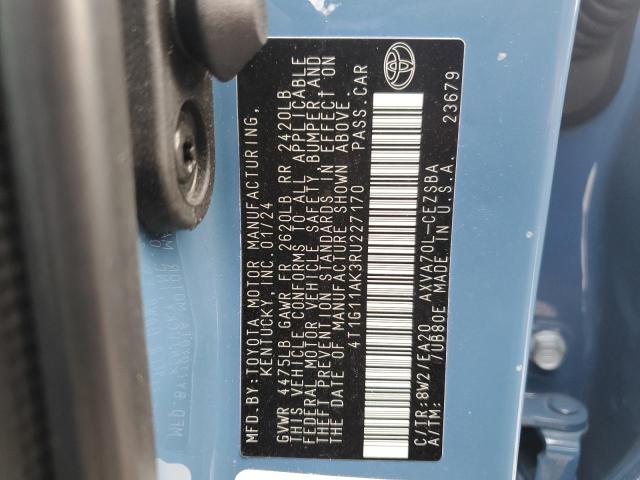 MFD.BY:TOYOTA MOTOR MANUFACTURING,
KENTUCKY, INC. 01/24
GVWR 4475LB GAWR FR 2620LB RR 2420LB
THIS VEHICLE CONFORMS TO ALL APPLICABLE
FEDERAL MOTOR VEHICLE SAFETY, BUMPER AND
THEFT PREVENTION STANDARDS IN EFFECT ON
THE DATE OF MANUFACTURE SHOWN ABOVE.
4T1G11AK3RU227170 PASS.CAR
C/TR:8W2/EA20 AXVA70L-CEZSBA
A/TM: /UB80E MADE IN U.S.A. 23679